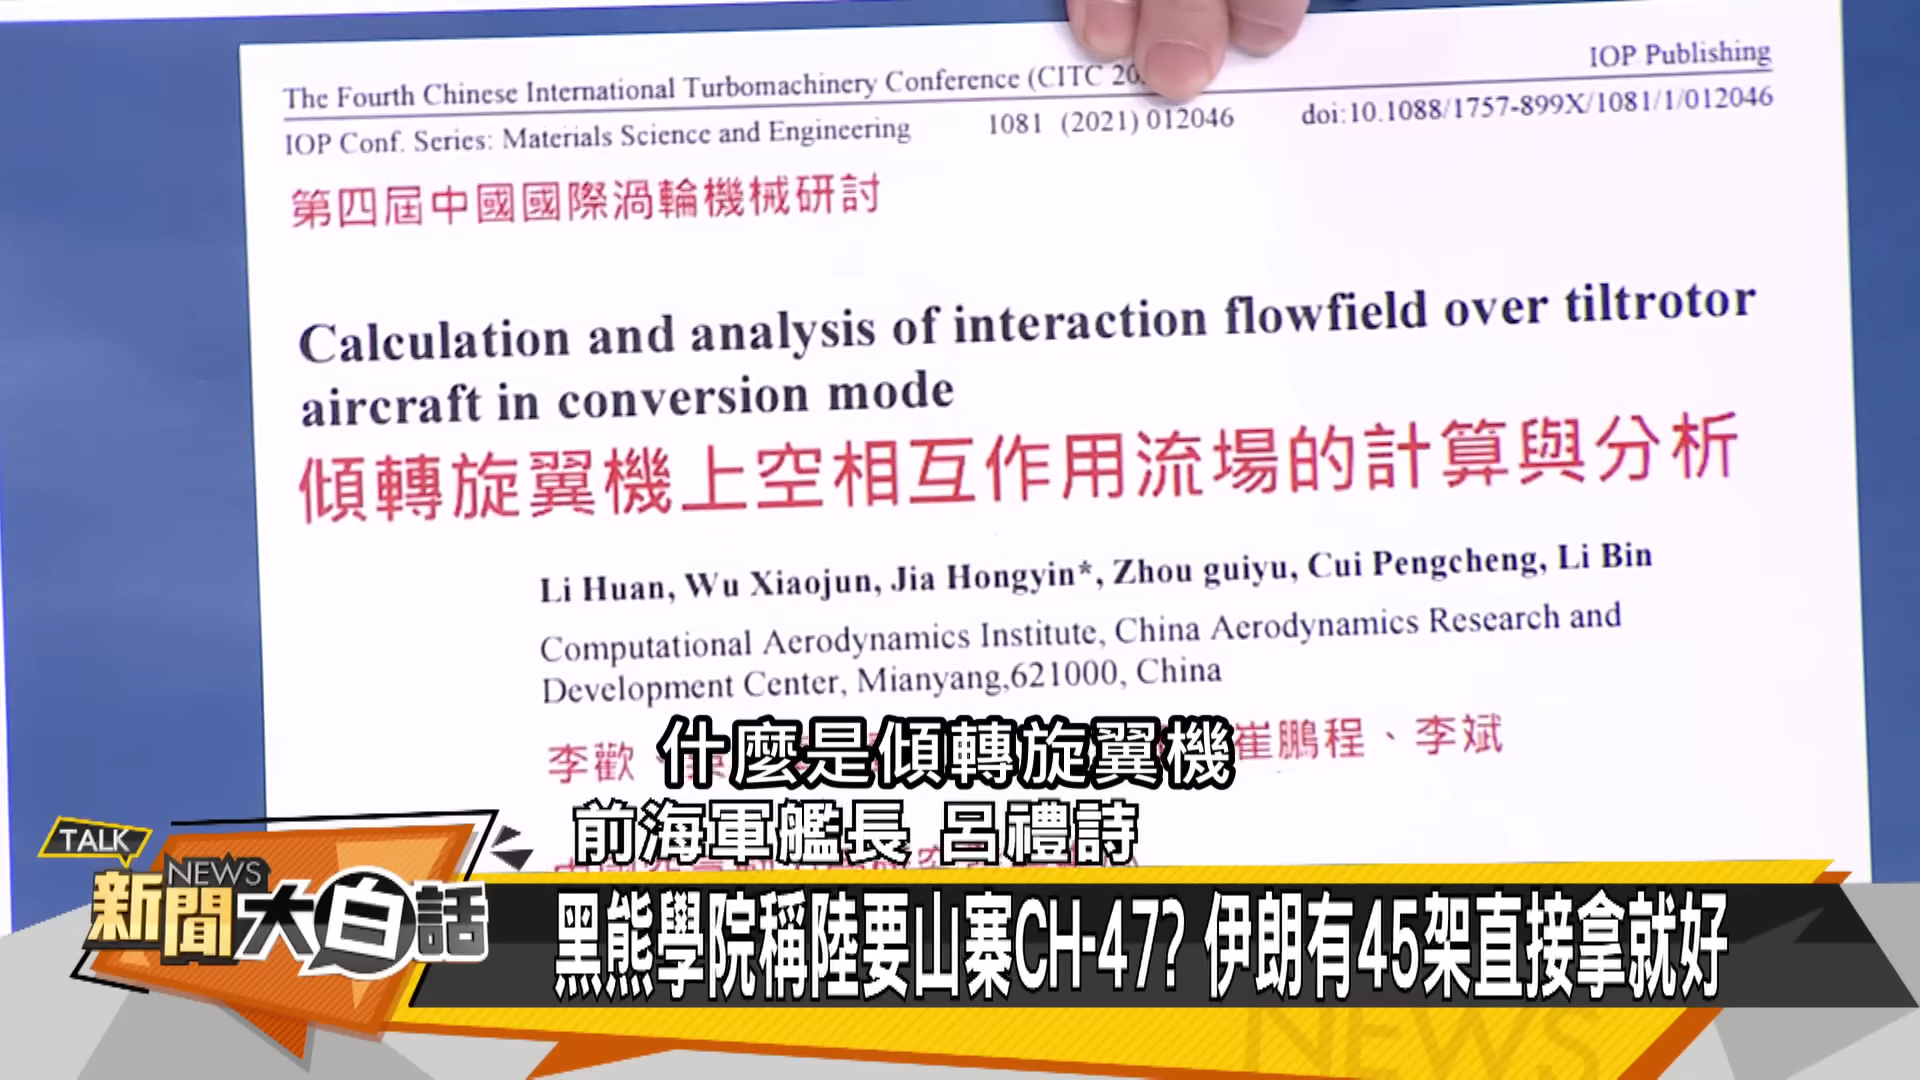 The Fourth Chinese International Turbomachinery Conference (CITC 20
IOP Publishing
IOP Conf. Series: Materials Science and Engineering
1081 (2021) 012046
doi:10.1088/1757-899X/1081/1/012046
第四屆中國國際渦輪機械研討
Calculation and analysis of interaction flowfield over tiltrotor
aircraft in conversion mode
傾轉旋翼機上空相互作用流場的計算與分析
Li Huan, Wu Xiaojun, Jia Hongyin*, Zhou guiyu, Cui Pengcheng, Li Bin
Computational Aerodynamics Institute, China Aerodynamics Research and
Development Center, Mianyang,621000, China
李歡、
崔鵬程、李斌
什麼是傾轉旋翼機
前海軍艦長 呂禮詩
TALK
NEWS
新聞大白話
黑熊學院稱陸要山寨CH-47? 伊朗有45架直接拿就好
NEWS